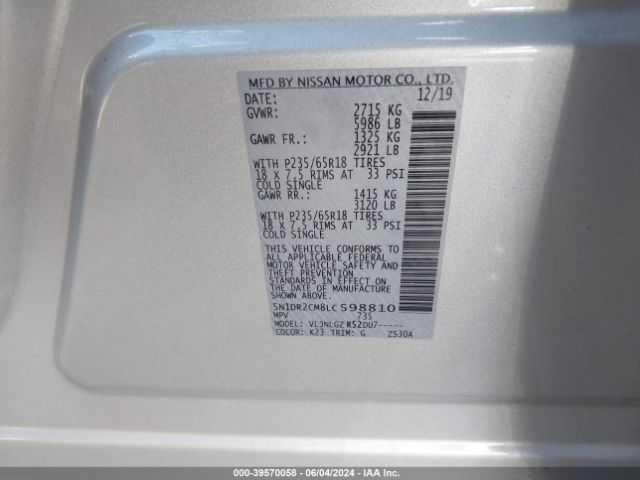 MFD BY NISSAN MOTOR CO., LTD.
DATE: 12/19
GVWR: 2715 KG
5986 LB
GAWR FR.: 1325 KG
2921 LB
WITH P235/65R18 TIRES
18 X 7.5 RIMS AT 33 PSI
COLD SINGLE
GAWR RR.: 1415 KG
3120 LB
WITH P235/65R18 TIRES
18 X 7.5 RIMS AT 33 PSI
COLD SINGLE
THIS VEHICLE CONFORMS TO
ALL APPLICABLE FEDERAL
MOTOR VEHICLE SAFETY AND
THEFT PREVENTION
STANDARDS IN EFFECT ON
THE DATE OF MANUFACTURE
SHOWN ABOVE.
5N1DR2CM8LC598810
MPV 735
MODEL: VLJNLGZ R52DU7-----
COLOR: K23 TRIM: G ZS30A
000-39570058 - 06/04/2024 - IAA Inc.